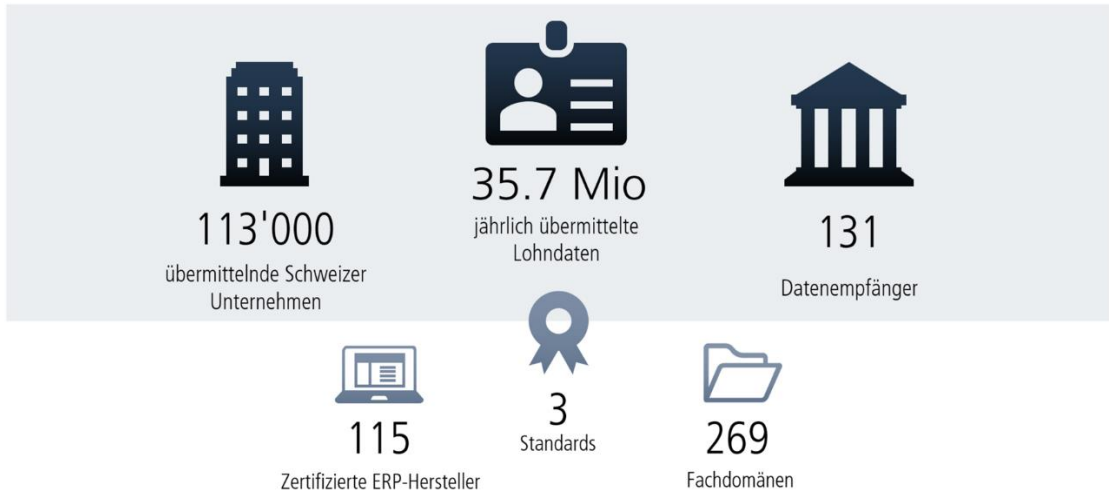 113'000
übermittelnde Schweizer
Unternehmen
35.7 Mio
jährlich übermittelte
Lohndaten
131
Datenempfänger
115
Zertifizierte ERP-Hersteller
3
Standards
269
Fachdomänen